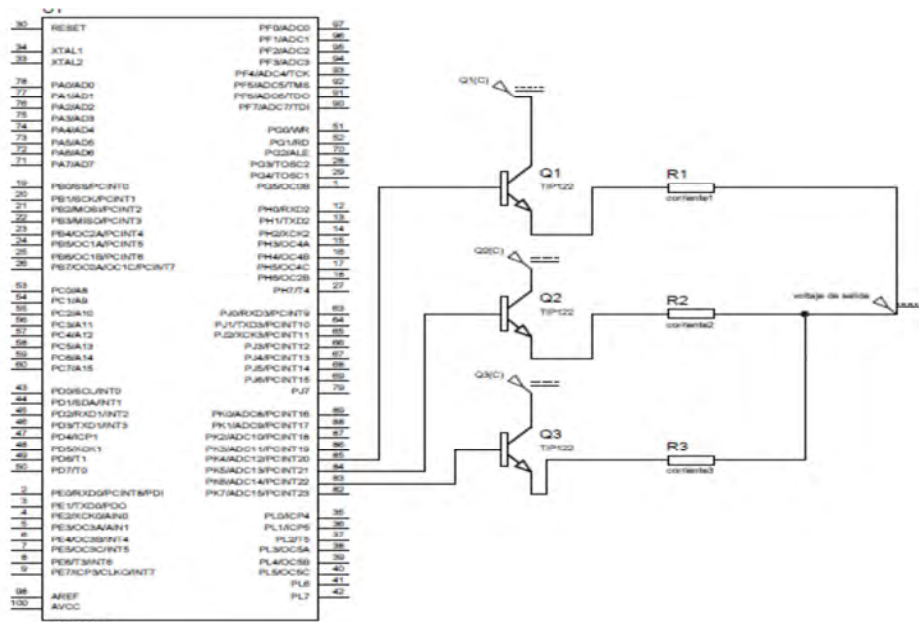 U1
30 RESET
34 XTAL1
33 XTAL2
78 PA0/AD0
77 PA1/AD1
76 PA2/AD2
75 PA3/AD3
74 PA4/AD4
73 PA5/AD5
72 PA6/AD6
71 PA7/AD7
19 PB0/SS/PCINT0
20 PB1/SCK/PCINT1
21 PB2/MOSI/PCINT2
22 PB3/MISO/PCINT3
23 PB4/OC2A/PCINT4
24 PB5/OC1A/PCINT5
25 PB6/OC1B/PCINT6
26 PB7/OC0A/OC1C/PCINT7
53 PC0/A8
54 PC1/A9
55 PC2/A10
56 PC3/A11
57 PC4/A12
58 PC5/A13
59 PC6/A14
60 PC7/A15
43 PD0/SCL/INT0
44 PD1/SDA/INT1
45 PD2/RXD1/INT2
46 PD3/TXD1/INT3
47 PD4/ICP1
48 PD5/XCK1
49 PD6/T1
50 PD7/T0
2 PE0/RXD0/PCINT8/PDI
3 PE1/TXD0/PDO
4 PE2/XCK0/AIN0
5 PE3/OC3A/AIN1
6 PE4/OC3B/INT4
7 PE5/OC3C/INT5
8 PE6/T3/INT6
9 PE7/ICP3/CLKO/INT7
98 AREF
100 AVCC
PF0/ADC0 97
PF1/ADC1 96
PF2/ADC2 95
PF3/ADC3 94
PF4/ADC4/TCK 93
PF5/ADC5/TMS 92
PF6/ADC6/TDO 91
PF7/ADC7/TDI 90
PG0/WR 51
PG1/RD 52
PG2/ALE 70
PG3/TOSC2 28
PG4/TOSC1 29
PG5/OC0B 1
PH0/RXD2 12
PH1/TXD2 13
PH2/XCK2 14
PH3/OC4A 15
PH4/OC4B 16
PH5/OC4C 17
PH6/OC2B 18
PH7/T4 27
PJ0/RXD3/PCINT9 63
PJ1/TXD3/PCINT10 64
PJ2/XCK3/PCINT11 65
PJ3/PCINT12 66
PJ4/PCINT13 67
PJ5/PCINT14 68
PJ6/PCINT15 69
PJ7 79
PK0/ADC8/PCINT16 89
PK1/ADC9/PCINT17 88
PK2/ADC10/PCINT18 87
PK3/ADC11/PCINT19 86
PK4/ADC12/PCINT20 85
PK5/ADC13/PCINT21 84
PK6/ADC14/PCINT22 83
PK7/ADC15/PCINT23 82
PL0/ICP4 35
PL1/ICP5 36
PL2/T5 37
PL3/OC5A 38
PL4/OC5B 39
PL5/OC5C 40
PL6 41
PL7 42
Q1(C)
Q1
TIP122
R1
corriente1
Q2(C)
Q2
TIP122
R2
corriente2
voltaje de salida
Q3(C)
Q3
TIP122
R3
corriente3